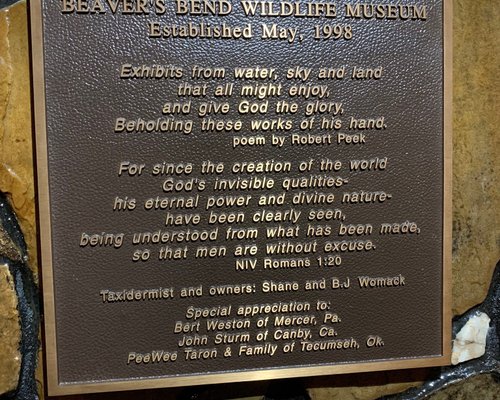 BEAVER'S BEND WILDLIFE MUSEUM
Established May, 1998
Exhibits from water, sky and land
that all might enjoy,
and give God the glory,
Beholding these works of his hand.
poem by Robert Peek
For since the creation of the world
God's invisible qualities-
his eternal power and divine nature-
have been clearly seen,
being understood from what has been made,
so that men are without excuse.
NIV Romans 1:20
Taxidermist and owners: Shane and B.J Womack
Special appreciation to:
Bert Weston of Mercer, Pa.
John Sturm of Canby, Ca.
PeeWee Taron & Family of Tecumseh, Ok.